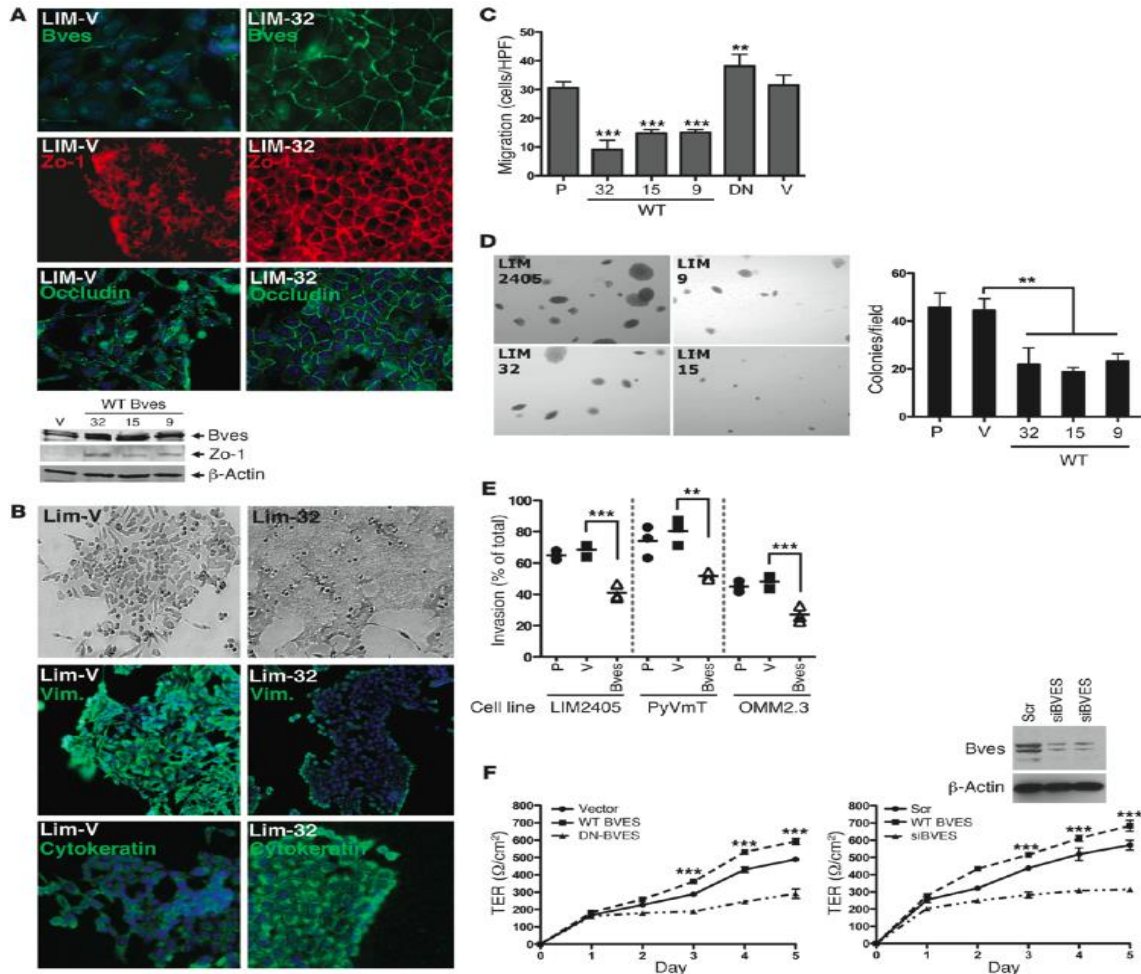 A
LIM-V
Bves
LIM-32
Bves
LIM-V
Zo-1
LIM-32
Zo-1
LIM-V
Occludin
LIM-32
Occludin
WT Bves
V 32 15 9
Bves
Zo-1
β-Actin
B
Lim-V
Lim-32
Lim-V
Vim.
Lim-32
Vim.
Lim-V
Cytokeratin
Lim-32
Cytokeratin
C
Migration (cells/HPF)
50
40
30
20
10
0
***
***
***
**
P 32 15 9 DN V
WT
D
LIM
2405
LIM
9
LIM
32
LIM
15
Colonies/field
60
40
20
0
**
P V 32 15 9
WT
E
Invasion (% of total)
100
80
60
40
20
0
***
**
***
P V Bves P V Bves P V Bves
Cell line LIM2405 PyVmT OMM2.3
F
TER (Ω/cm²)
800
700
600
500
400
300
200
100
0
Vector
WT BVES
DN-BVES
***
***
***
0 1 2 3 4 5
Day
Scr siBVES siBVES
Bves
β-Actin
TER (Ω/cm²)
800
700
600
500
400
300
200
100
0
Scr
WT BVES
siBVES
***
***
***
0 1 2 3 4 5
Day